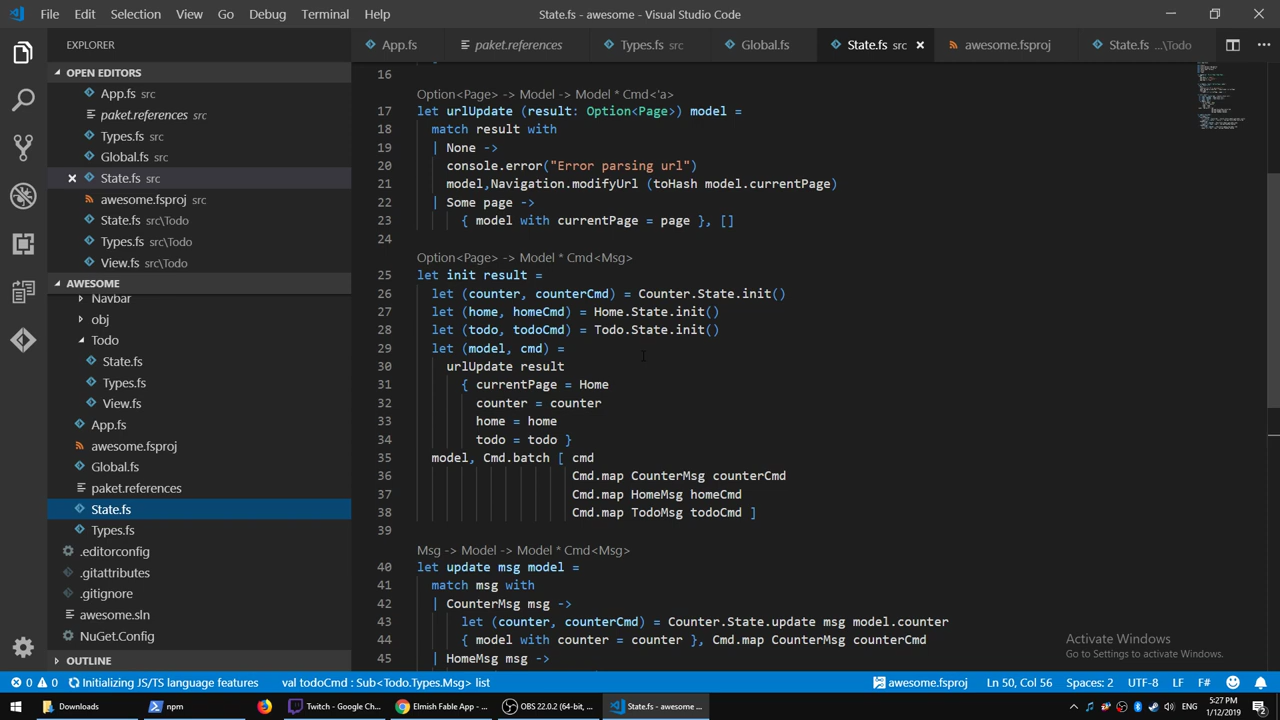 File Edit Selection View Go Debug Terminal Help State.fs - awesome - Visual Studio Code
EXPLORER
App.fs paket.references Types.fs src Global.fs State.fs src × awesome.fsproj State.fs ...\Todo ...
OPEN EDITORS
App.fs src
paket.references src
Types.fs src
Global.fs src
× State.fs src
awesome.fsproj src
State.fs src\Todo
Types.fs src\Todo
View.fs src\Todo
AWESOME
Navbar
obj
Todo
State.fs
Types.fs
View.fs
App.fs
awesome.fsproj
Global.fs
paket.references
State.fs
Types.fs
.editorconfig
.gitattributes
.gitignore
awesome.sln
NuGet.Config
OUTLINE
16
Option<Page> -> Model -> Model * Cmd<'a>
17 let urlUpdate (result: Option<Page>) model =
18 match result with
19 | None ->
20 console.error("Error parsing url")
21 model,Navigation.modifyUrl (toHash model.currentPage)
22 | Some page ->
23 { model with currentPage = page }, []
24
Option<Page> -> Model * Cmd<Msg>
25 let init result =
26 let (counter, counterCmd) = Counter.State.init()
27 let (home, homeCmd) = Home.State.init()
28 let (todo, todoCmd) = Todo.State.init()
29 let (model, cmd) =
30 urlUpdate result
31 { currentPage = Home
32 counter = counter
33 home = home
34 todo = todo }
35 model, Cmd.batch [ cmd
36 Cmd.map CounterMsg counterCmd
37 Cmd.map HomeMsg homeCmd
38 Cmd.map TodoMsg todoCmd ]
39
Msg -> Model -> Model * Cmd<Msg>
40 let update msg model =
41 match msg with
42 | CounterMsg msg ->
43 let (counter, counterCmd) = Counter.State.update msg model.counter
44 { model with counter = counter }, Cmd.map CounterMsg counterCmd
45 | HomeMsg msg ->
Activate Windows
Go to Settings to activate Windows.
0 0 Initializing JS/TS language features val todoCmd : Sub<Todo.Types.Msg> list awesome.fsproj Ln 50, Col 56 Spaces: 2 UTF-8 LF F#
Downloads npm Twitch - Google Ch... Elmish Fable App - ... OBS 22.0.2 (64-bit, ... State.fs - awesome ... 5:27 PM
1/12/2019
2